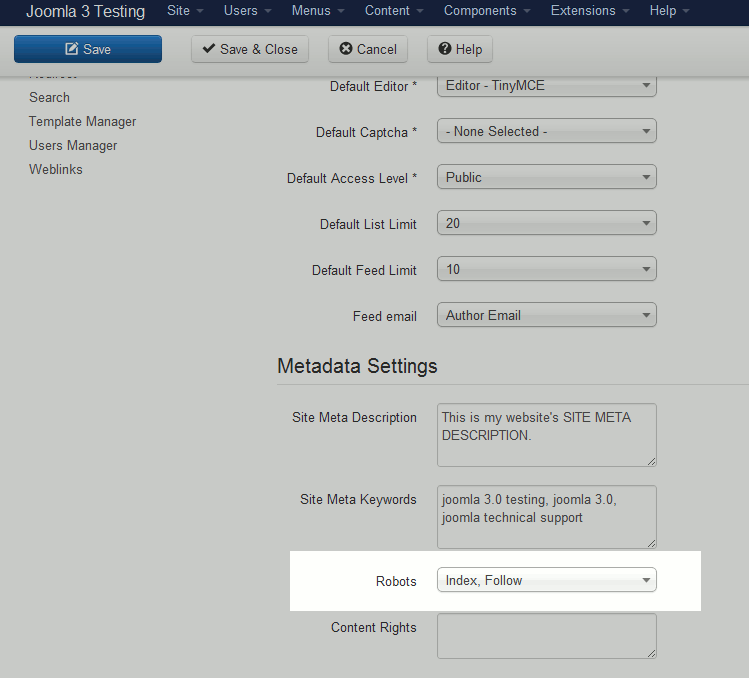 Joomla 3 Testing Site Users Menus Content Components Extensions Help
Save Save & Close Cancel Help
Search
Template Manager
Users Manager
Weblinks
Default Editor * Editor - TinyMCE
Default Captcha * - None Selected -
Default Access Level * Public
Default List Limit 20
Default Feed Limit 10
Feed email Author Email
Metadata Settings
Site Meta Description This is my website's SITE META
DESCRIPTION.
Site Meta Keywords joomla 3.0 testing, joomla 3.0,
joomla technical support
Robots Index, Follow
Content Rights